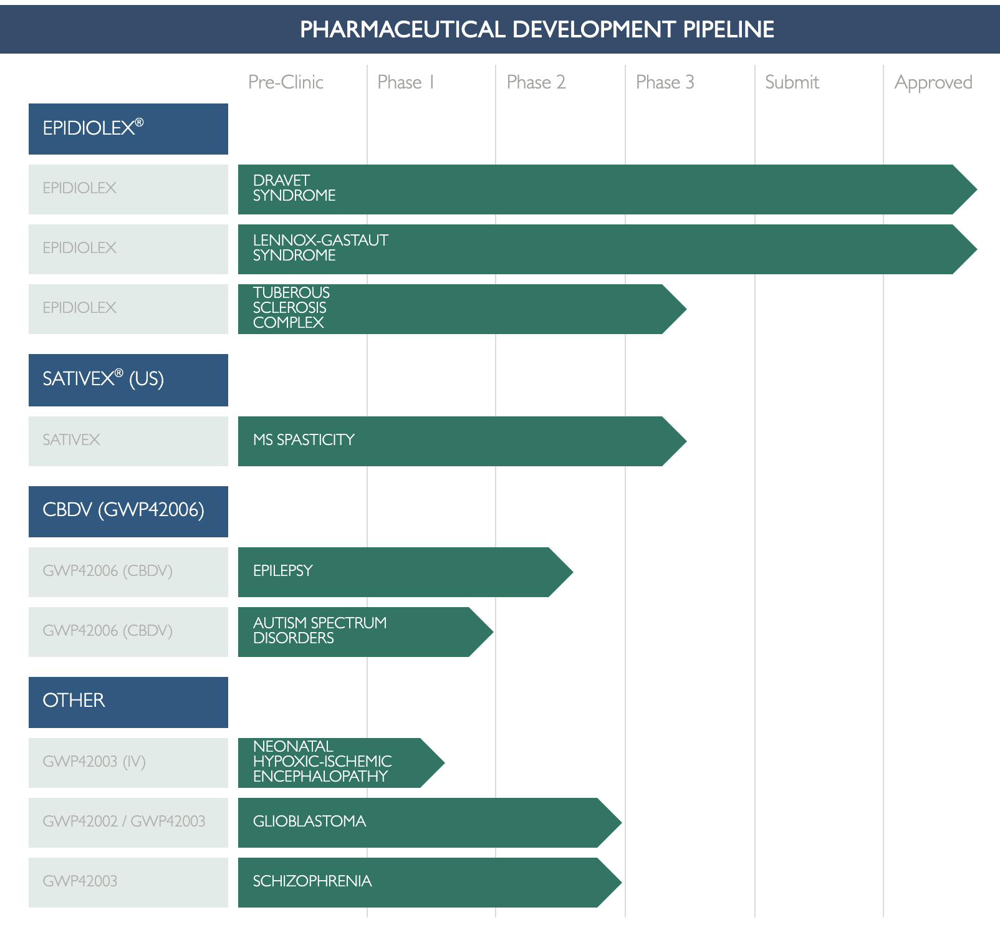 PHARMACEUTICAL DEVELOPMENT PIPELINE
Pre-Clinic Phase 1 Phase 2 Phase 3 Submit Approved
EPIDIOLEX®
EPIDIOLEX
DRAVET
SYNDROME
EPIDIOLEX
LENNOX-GASTAUT
SYNDROME
EPIDIOLEX
TUBEROUS
SCLEROSIS
COMPLEX
SATIVEX® (US)
SATIVEX
MS SPASTICITY
CBDV (GWP42006)
GWP42006 (CBDV)
EPILEPSY
GWP42006 (CBDV)
AUTISM SPECTRUM
DISORDERS
OTHER
GWP42003 (IV)
NEONATAL
HYPOXIC-ISCHEMIC
ENCEPHALOPATHY
GWP42002 / GWP42003
GLIOBLASTOMA
GWP42003
SCHIZOPHRENIA